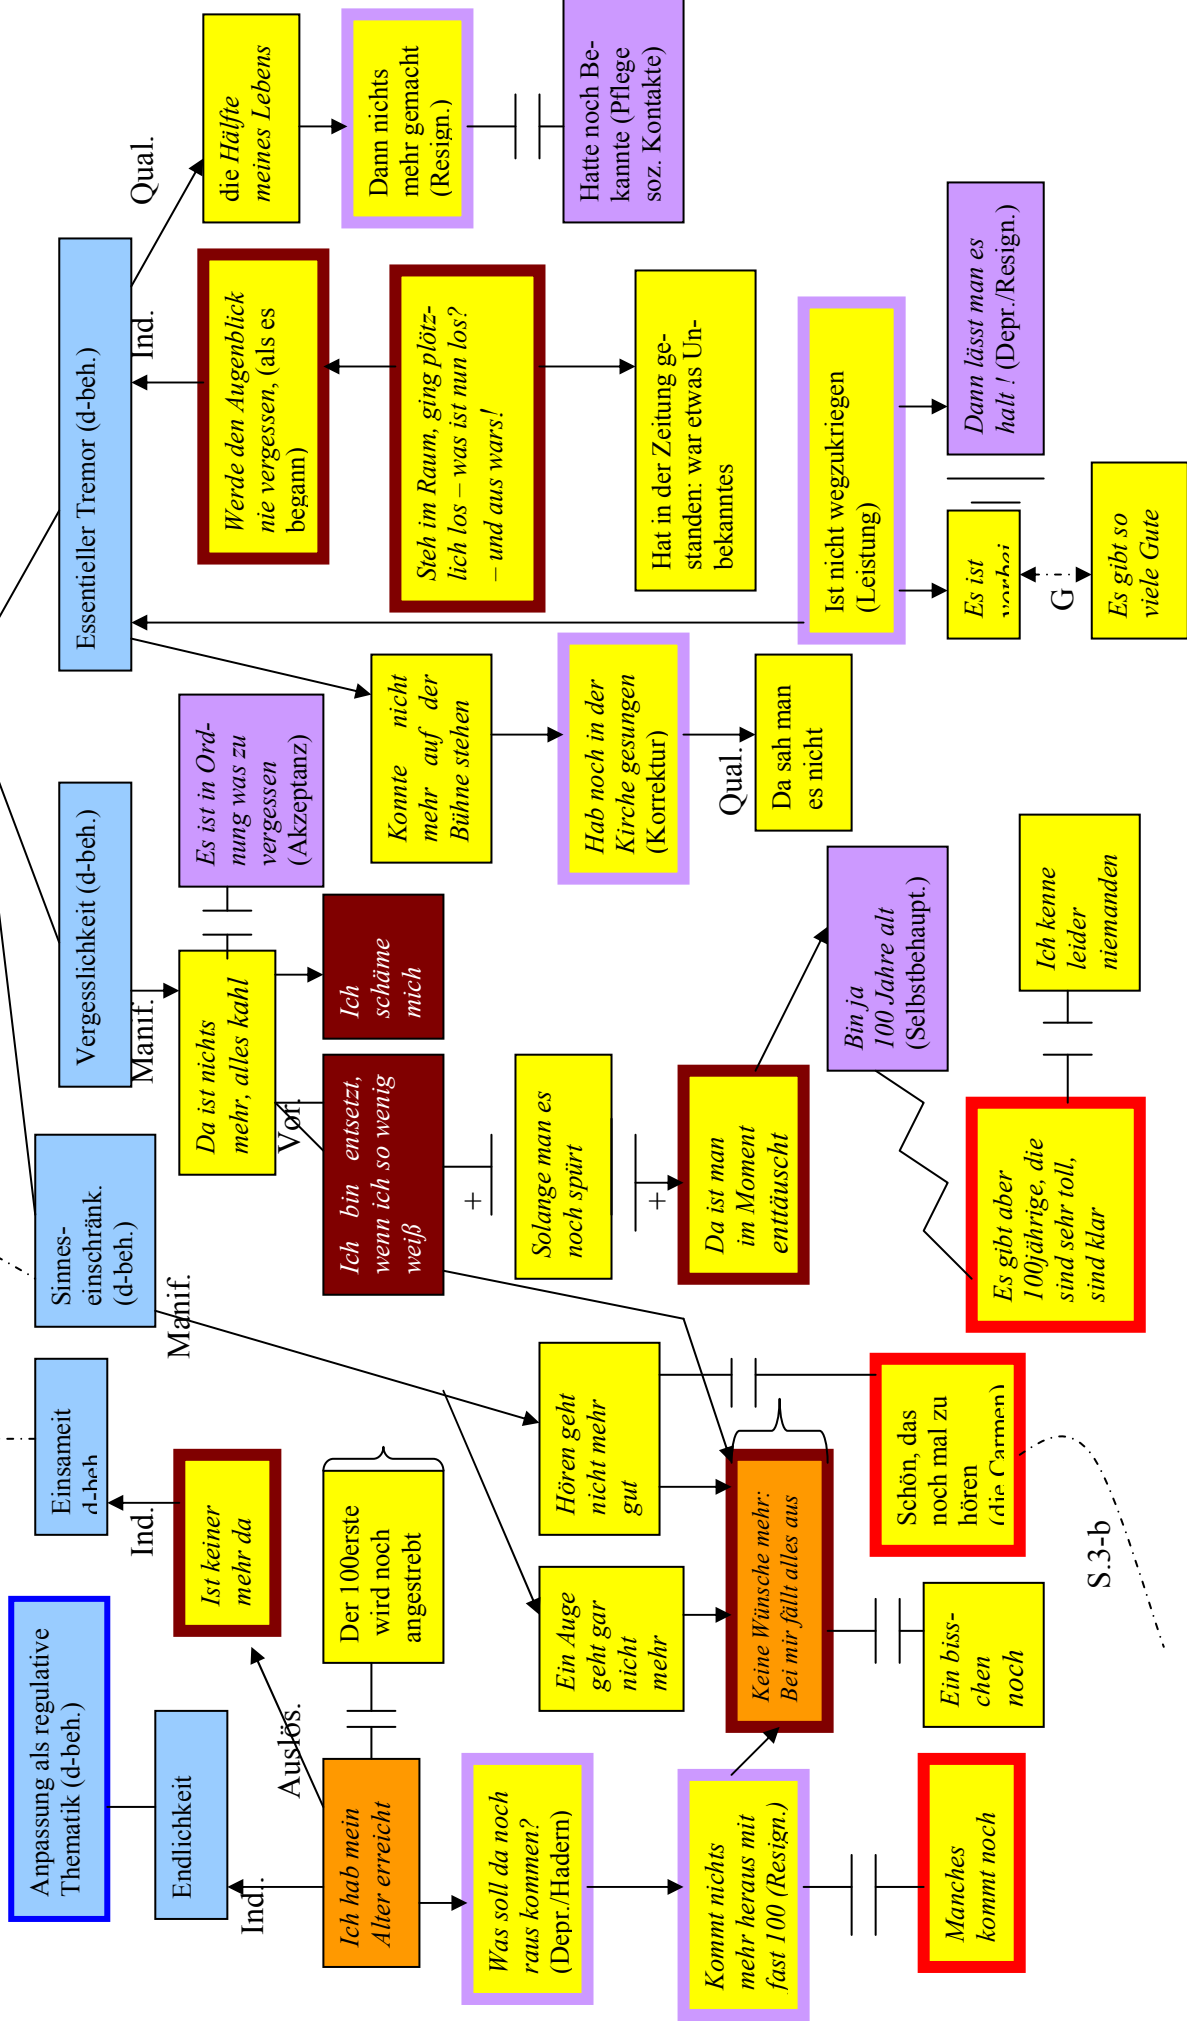 Anpassung als regulative
Thematik (d-beh.)
Endlichkeit
Ind..
Auslös.
Ich hab mein
Alter erreicht
Was soll da noch
raus kommen?
(Depr./Hadern)
Kommt nichts
mehr heraus mit
fast 100 (Resign.)
Manches
kommt noch
Einsameit
d-beh
Ind.
Ist keiner
mehr da
Der 100erste
wird noch
angestrebt
Ein Auge
geht gar
nicht
mehr
Hören geht
nicht mehr
gut
Keine Wünsche mehr:
Bei mir fällt alles aus
Ein biss-
chen
noch
Schön, das
noch mal zu
hören
(die Carmen)
S.3-b
Sinnes-
einschränk.
(d-beh.)
Manif.
Vergesslichkeit (d-beh.)
Manif.
Da ist nichts
mehr, alles kahl
Es ist in Ord-
nung was zu
vergessen
(Akzeptanz)
Vor.
Ich bin entsetzt,
wenn ich so wenig
weiß
Ich
schäme
mich
+
Solange man es
noch spürt
+
Da ist man
im Moment
enttäuscht
Bin ja
100 Jahre alt
(Selbstbehaupt.)
Es gibt aber
100jährige, die
sind sehr toll,
sind klar
Ich kenne
leider
niemanden
Essentieller Tremor (d-beh.)
Ind.
Qual.
Konnte nicht
mehr auf der
Bühne stehen
Hab noch in der
Kirche gesungen
(Korrektur)
Qual.
Da sah man
es nicht
Werde den Augenblick
nie vergessen, (als es
begann)
Steh im Raum, ging plötz-
lich los – was ist nun los?
– und aus wars!
Hat in der Zeitung ge-
standen: war etwas Un-
bekanntes
Ist nicht wegzukriegen
(Leistung)
Es ist
vorbei
G
Es gibt so
viele Gute
Dann lässt man es
halt ! (Depr./Resign.)
die Hälfte
meines Lebens
Dann nichts
mehr gemacht
(Resign.)
Hatte noch Be-
kannte (Pflege
soz. Kontakte)